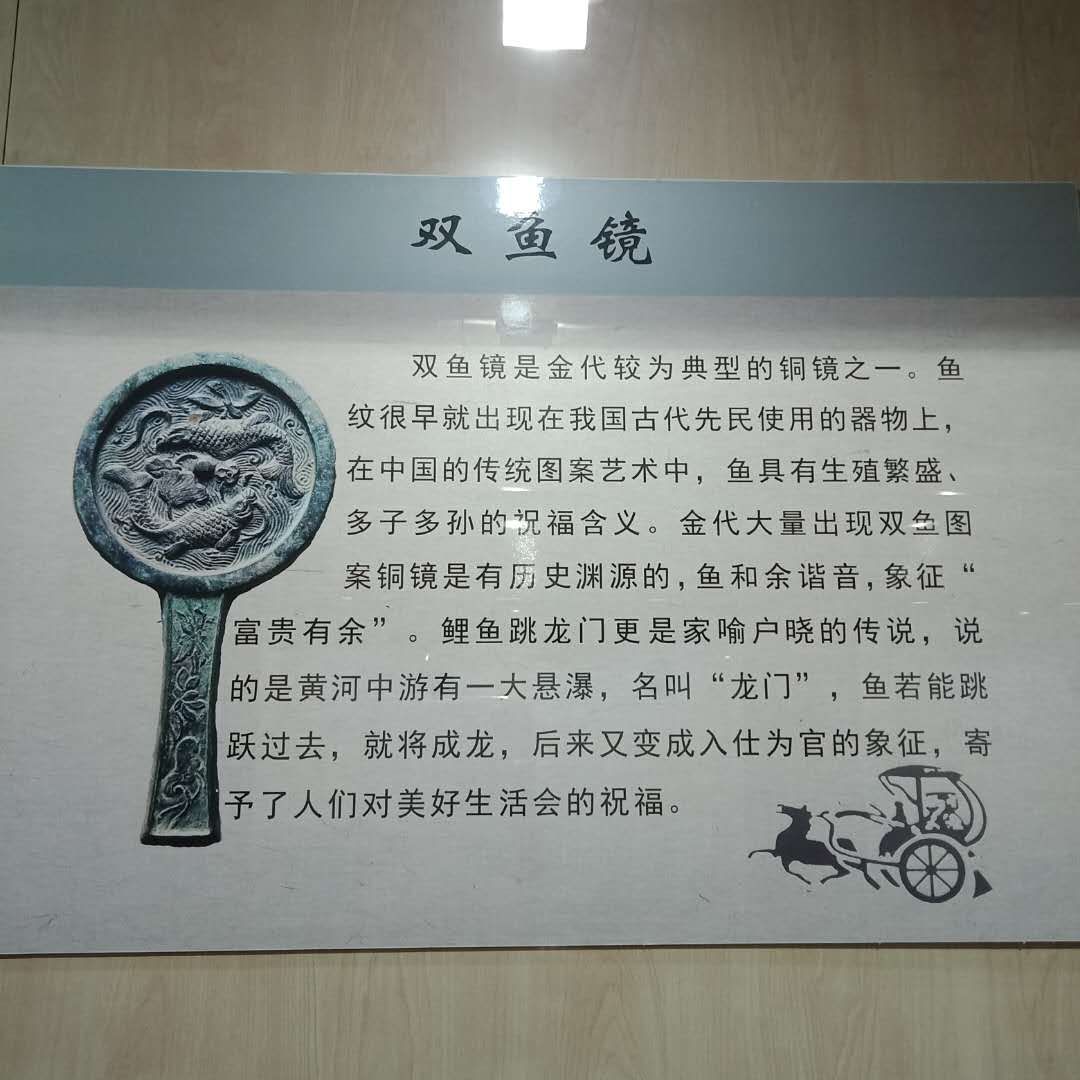 双鱼镜
双鱼镜是金代较为典型的铜镜之一。鱼
纹很早就出现在我国古代先民使用的器物上，
在中国的传统图案艺术中，鱼具有生殖繁盛、
多子多孙的祝福含义。金代大量出现双鱼图
案铜镜是有历史渊源的,鱼和余谐音,象征“
富贵有余”。鲤鱼跳龙门更是家喻户晓的传说，说
的是黄河中游有一大悬瀑，名叫“龙门”，鱼若能跳
跃过去，就将成龙，后来又变成入仕为官的象征，寄
予了人们对美好生活会的祝福。